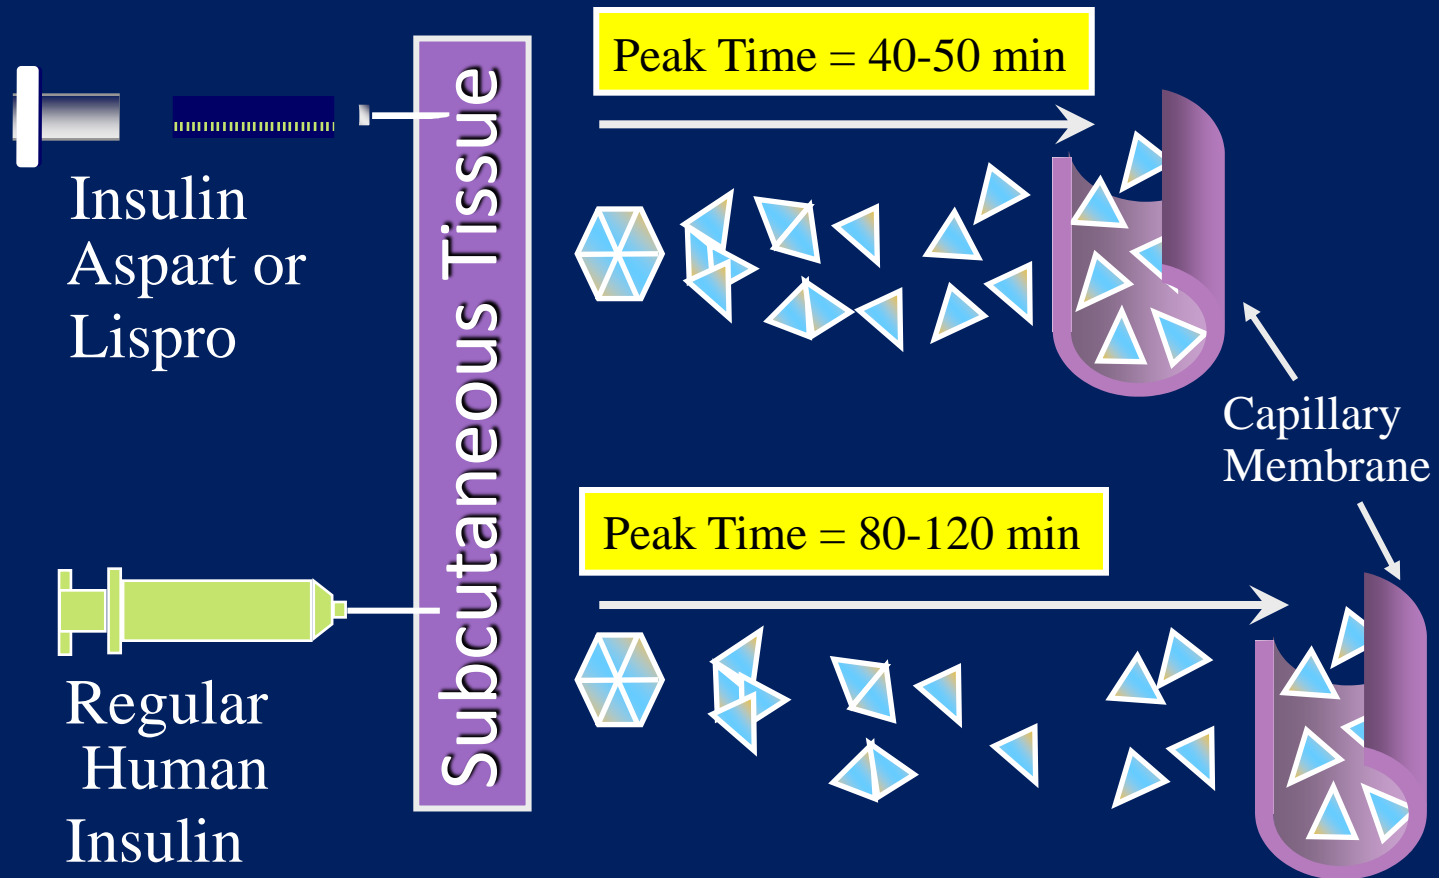 Peak Time = 40-50 min
Insulin
Aspart or
Lispro
Subcutaneous Tissue
Capillary
Membrane
Peak Time = 80-120 min
Regular
Human
Insulin